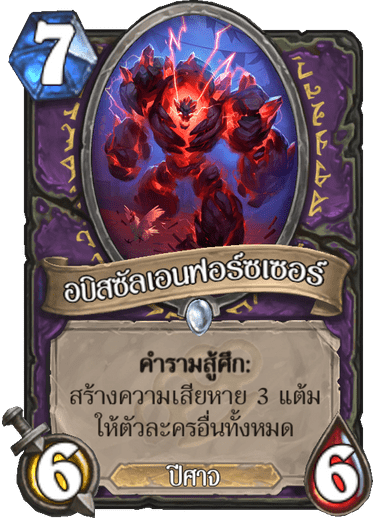 7
อบิสซัลเอนฟอร์ซเซอร์
คำรามสู้ศึก:
สร้างความเสียหาย 3 แต้ม
ให้ตัวละครอื่นทั้งหมด
6
ปีศาจ
6